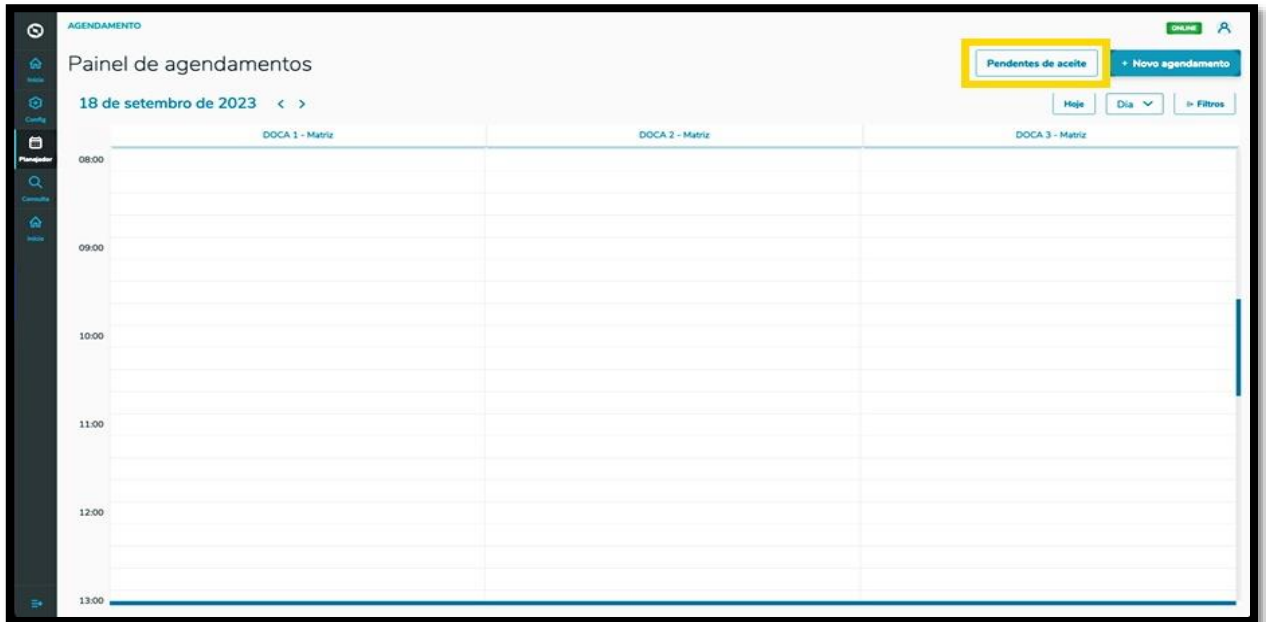 AGENDAMENTO
ONLINE
Painel de agendamentos
Pendentes de aceite
+ Novo agendamento
18 de setembro de 2023 < >
Hoje
Dia
Filtros
Início
Config
Planejador
Consulta
Início
DOCA 1 - Matriz
DOCA 2 - Matriz
DOCA 3 - Matriz
08:00
09:00
10:00
11:00
12:00
13:00